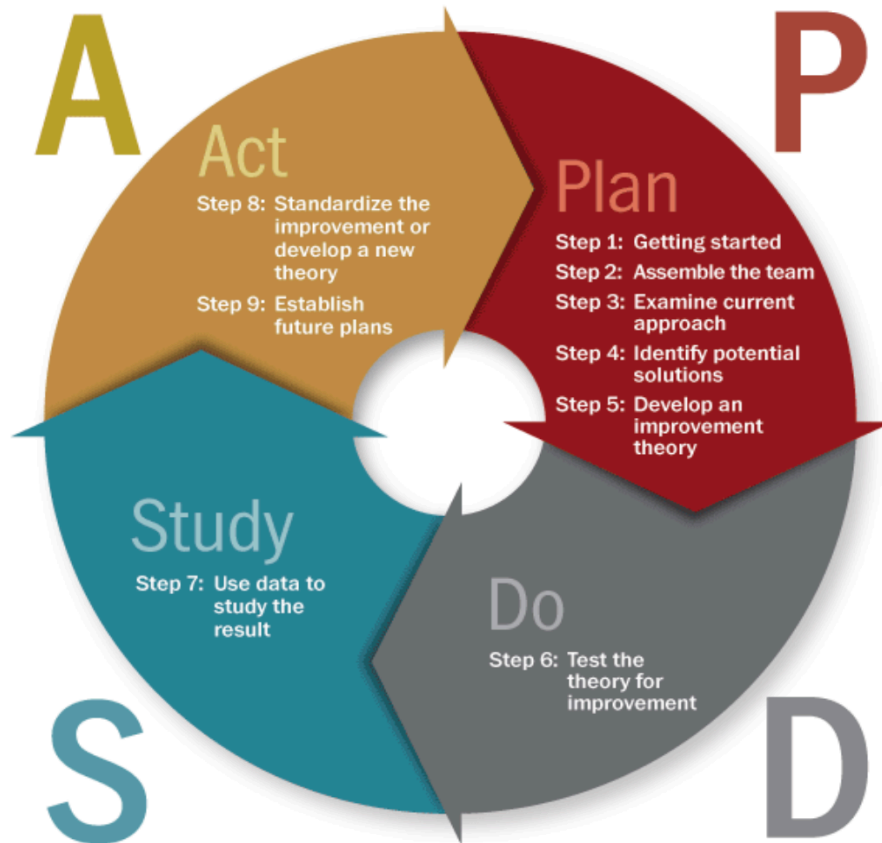 A
P
Act
Step 8: Standardize the
improvement or
develop a new
theory
Step 9: Establish
future plans
Plan
Step 1: Getting started
Step 2: Assemble the team
Step 3: Examine current
approach
Step 4: Identify potential
solutions
Step 5: Develop an
improvement
theory
Study
Step 7: Use data to
study the
result
Do
Step 6: Test the
theory for
improvement
S
D